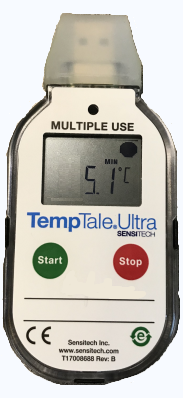 MULTIPLE USE
MIN
5.1°C
TempTale®Ultra
SENSITECH
Start
Stop
CE
e
Sensitech Inc.
www.sensitech.com
T17008688 Rev: B